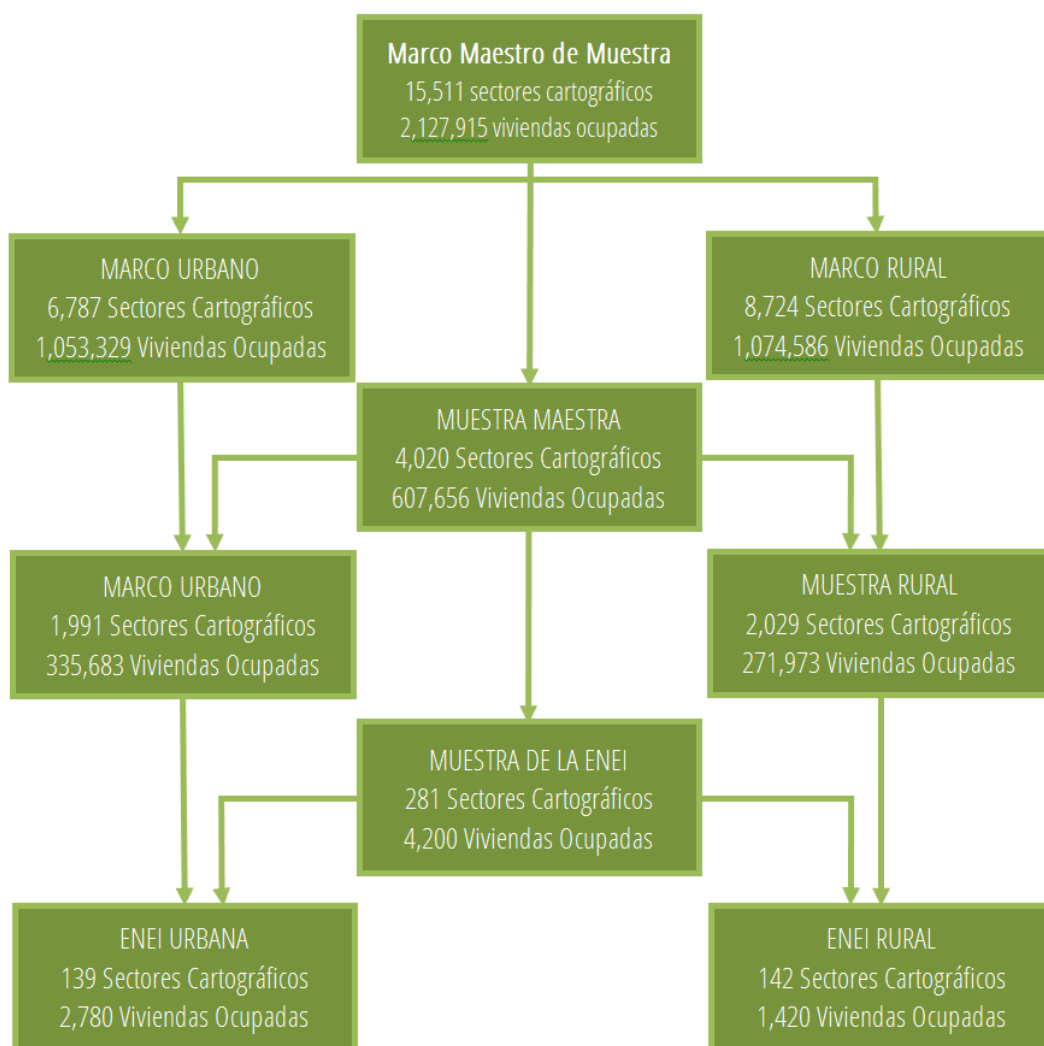 Marco Maestro de Muestra
15,511 sectores cartográficos
2,127,915 viviendas ocupadas
MARCO URBANO
6,787 Sectores Cartográficos
1,053,329 Viviendas Ocupadas
MARCO RURAL
8,724 Sectores Cartográficos
1,074,586 Viviendas Ocupadas
MUESTRA MAESTRA
4,020 Sectores Cartográficos
607,656 Viviendas Ocupadas
MARCO URBANO
1,991 Sectores Cartográficos
335,683 Viviendas Ocupadas
MUESTRA RURAL
2,029 Sectores Cartográficos
271,973 Viviendas Ocupadas
MUESTRA DE LA ENEI
281 Sectores Cartográficos
4,200 Viviendas Ocupadas
ENEI URBANA
139 Sectores Cartográficos
2,780 Viviendas Ocupadas
ENEI RURAL
142 Sectores Cartográficos
1,420 Viviendas Ocupadas